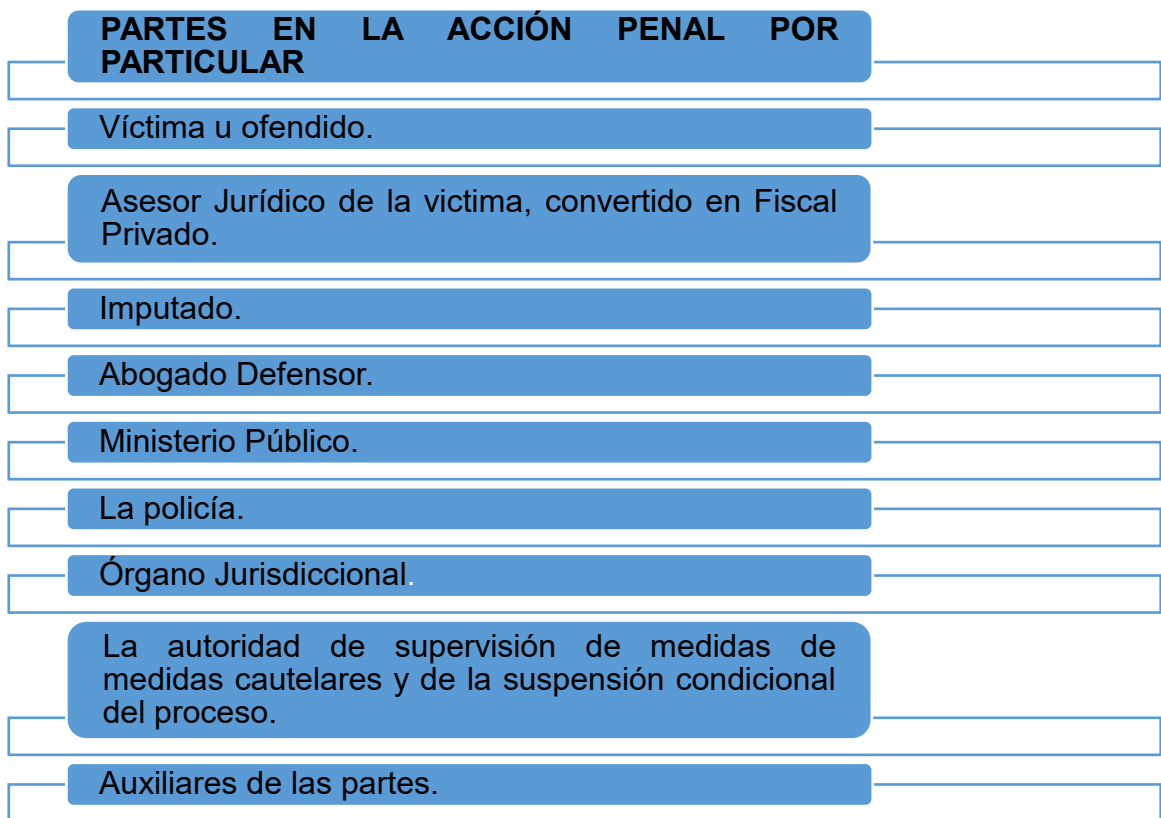 PARTES EN LA ACCIÓN PENAL POR
PARTICULAR
Víctima u ofendido.
Asesor Jurídico de la victima, convertido en Fiscal
Privado.
Imputado.
Abogado Defensor.
Ministerio Público.
La policía.
Órgano Jurisdiccional.
La autoridad de supervisión de medidas de
medidas cautelares y de la suspensión condicional
del proceso.
Auxiliares de las partes.